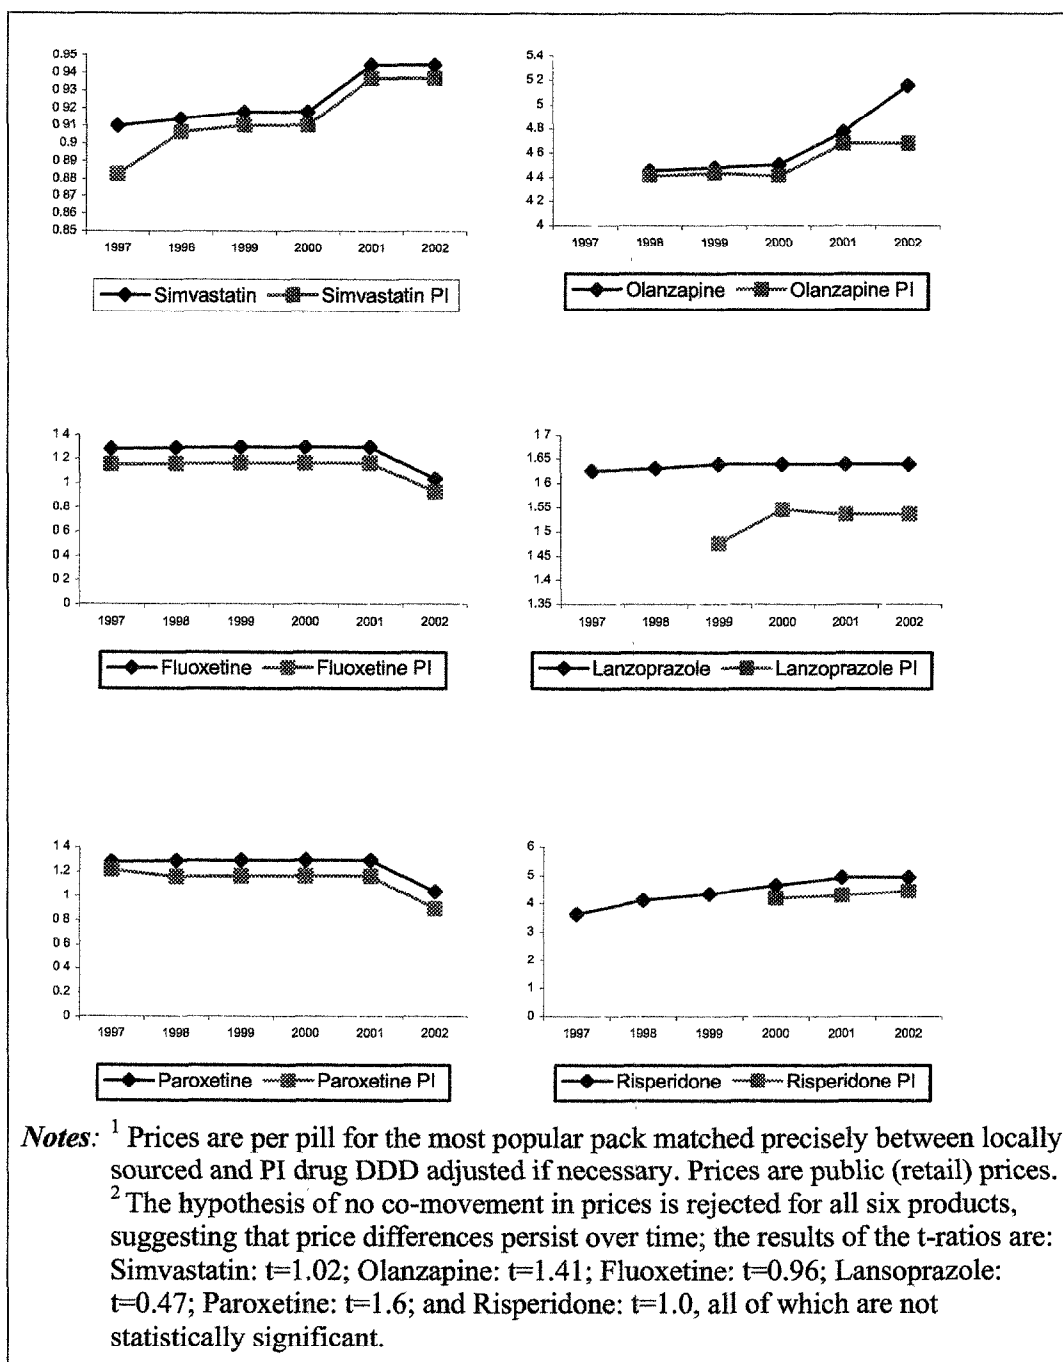 0.95
0.94
0.93
0.92
0.91
0.9
0.89
0.88
0.87
0.86
0.85
1997 1998 1999 2000 2001 2002
Simvastatin Simvastatin PI
5.4
5 2
5
4.8
4 6
4 4
4 2
4
1997 1998 1999 2000 2001 2002
Olanzapine Olanzapine PI
1 4
1 2
1
0.8
0.6
0 4
0 2
0
1997 1998 1999 2000 2001 2002
Fluoxetine Fluoxetine PI
1 7
1.65
1 6
1.55
1 5
1 45
1.4
1.35
1997 1998 1999 2000 2001 2002
Lanzoprazole Lanzoprazole PI
1 4
1.2
1
0 8
0 6
0 4
0.2
0
1997 1998 1999 2000 2001 2002
Paroxetine Paroxetine PI
6
5
4
3
2
1
0
1997 1998 1999 2000 2001 2002
Risperidone Risperidone PI
Notes: 1 Prices are per pill for the most popular pack matched precisely between locally
sourced and PI drug DDD adjusted if necessary. Prices are public (retail) prices.
2 The hypothesis of no co-movement in prices is rejected for all six products,
suggesting that price differences persist over time; the results of the t-ratios are:
Simvastatin: t=1.02; Olanzapine: t=1.41; Fluoxetine: t=0.96; Lansoprazole:
t=0.47; Paroxetine: t=1.6; and Risperidone: t=1.0, all of which are not
statistically significant.